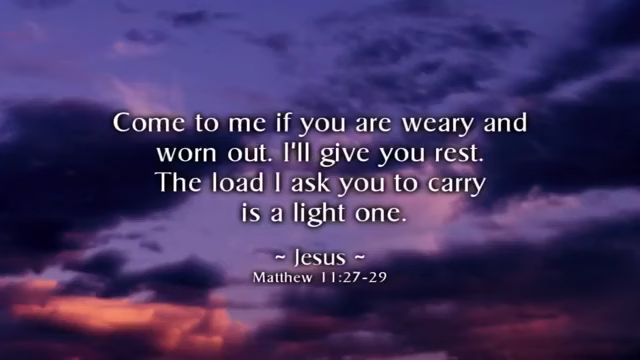 Come to me if you are weary and
worn out. I'll give you rest.
The load I ask you to carry
is a light one.
~ Jesus ~
Matthew 11:27-29